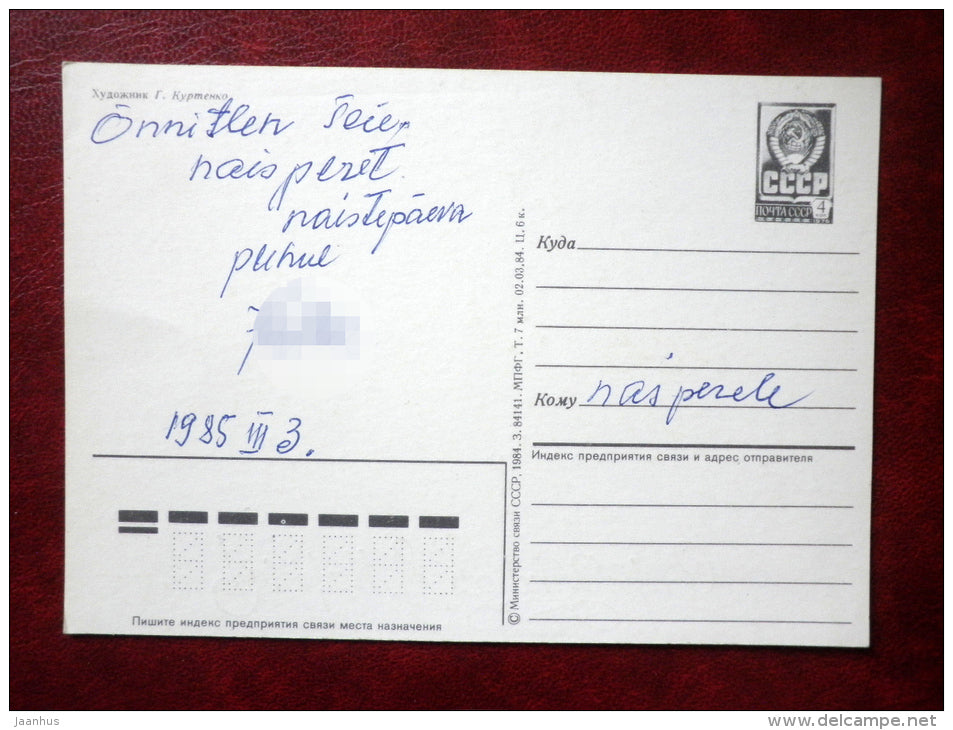 Художник Г. Куртенко
Õnnitlen Teie
naisperet
naistepäeva
puhul
1985 III 3.
СССР
ПОЧТА СССР 4
Куда
Кому naisperele
Индекс предприятия связи и адрес отправителя
© Министерство связи СССР, 1984. З. 84141. МПФГ, Т. 7 млн. 02.03.84. Ц. 6 к.
Пишите индекс предприятия связи места назначения
Jaanhus
http://www.delcampe.net